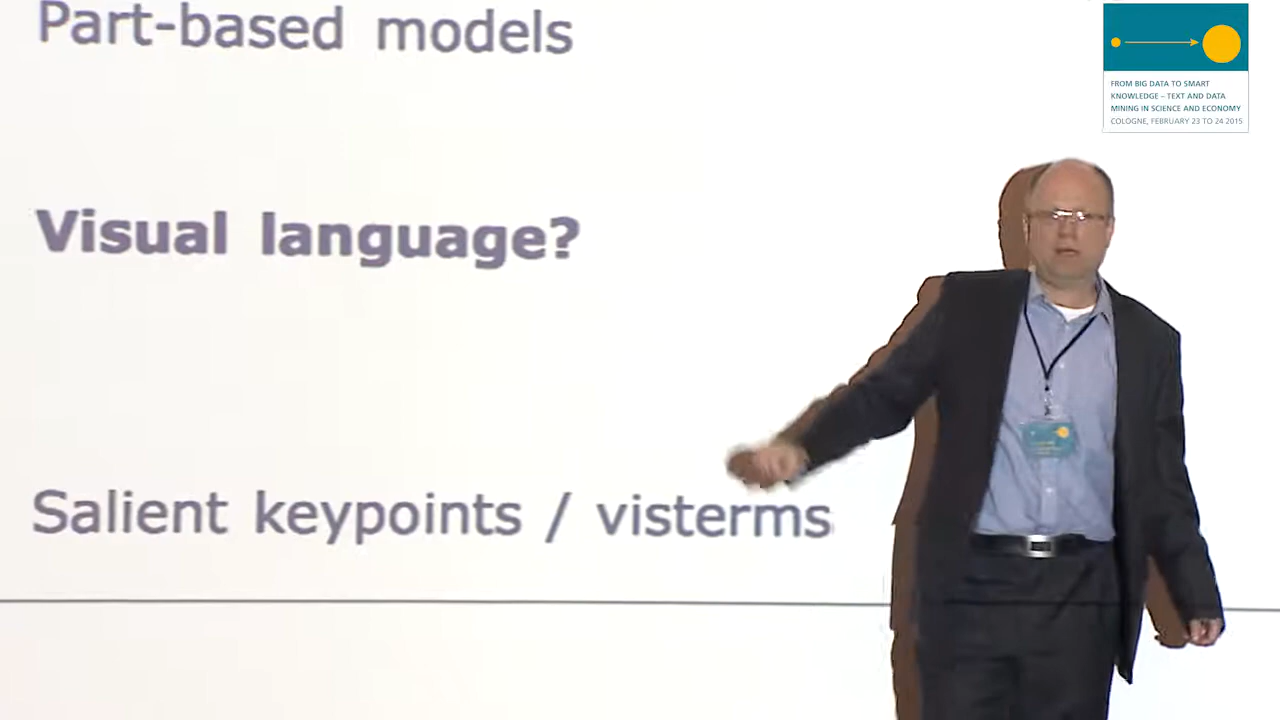 Part-based models
FROM BIG DATA TO SMART
KNOWLEDGE – TEXT AND DATA
MINING IN SCIENCE AND ECONOMY
COLOGNE, FEBRUARY 23 TO 24 2015
Visual language?
Salient keypoints / visterms